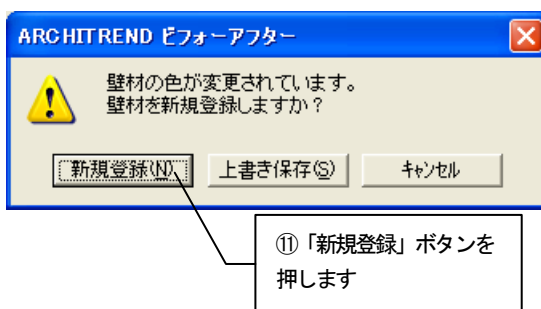 ARCHITREND ビフォーアフター
壁材の色が変更されています。
壁材を新規登録しますか？
新規登録(N) 上書き保存(S) キャンセル
⑪「新規登録」ボタンを
押します